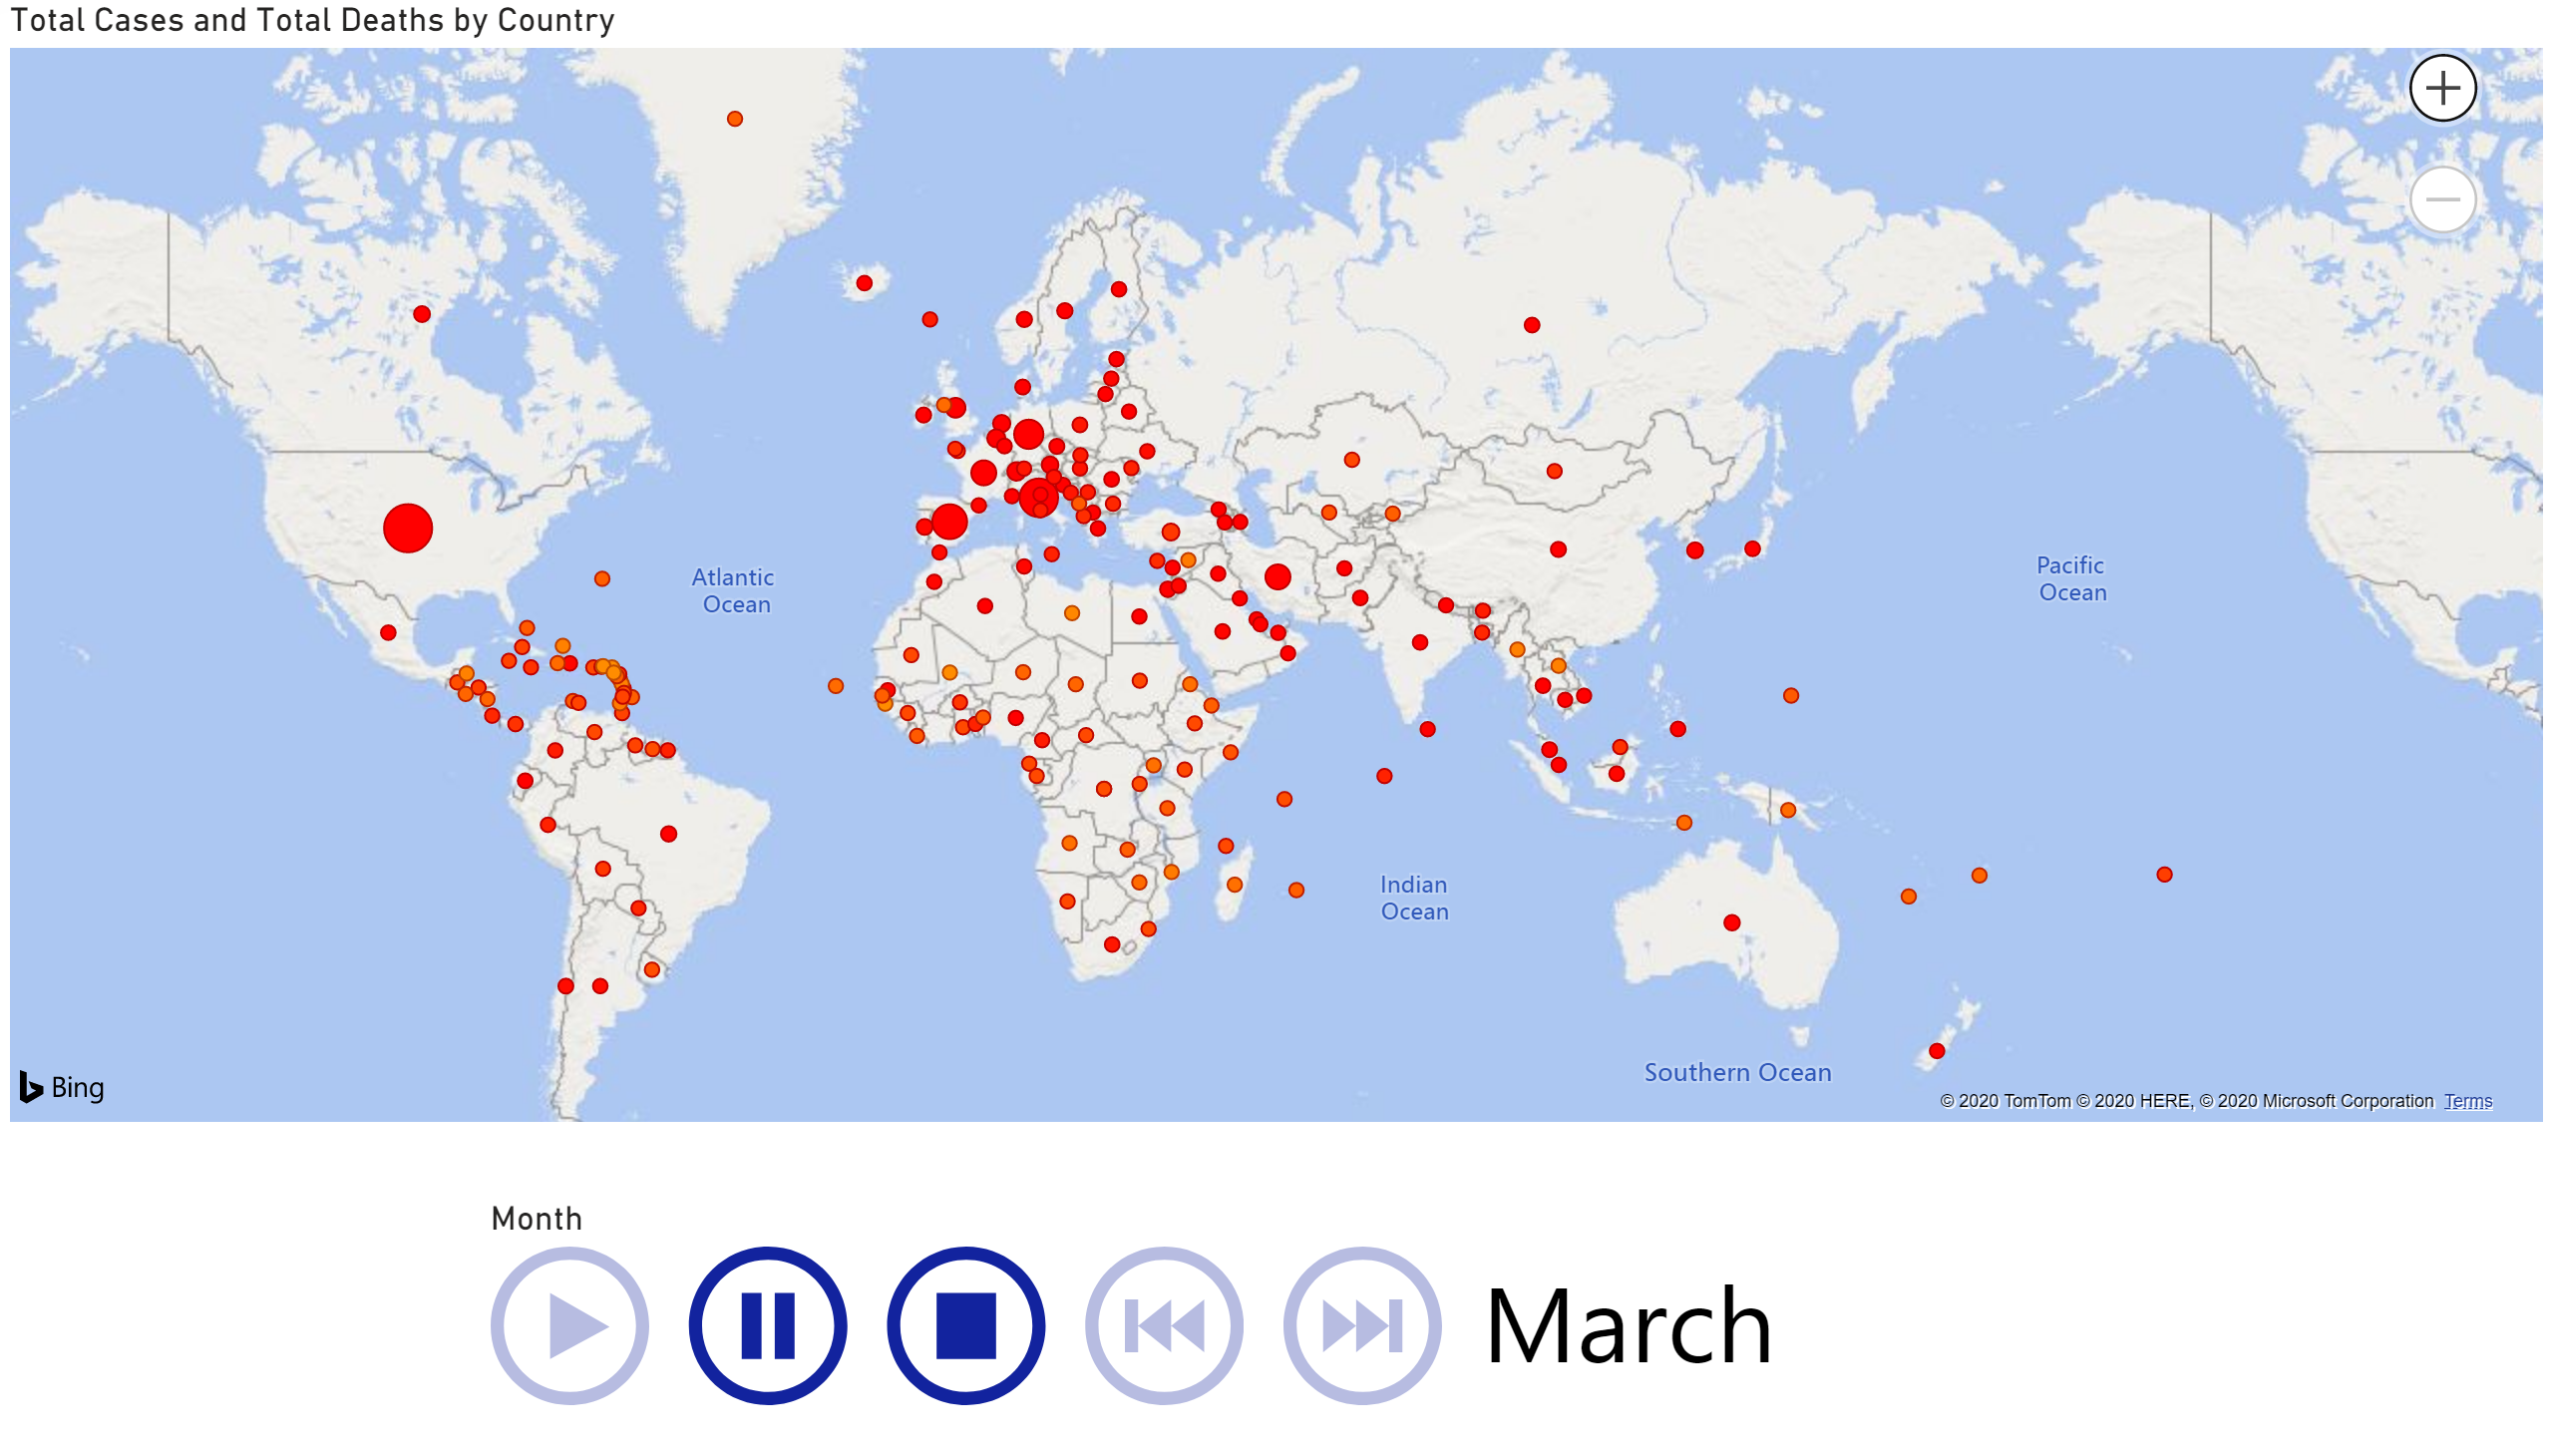 Total Cases and Total Deaths by Country
Atlantic
Ocean
Pacific
Ocean
Indian
Ocean
Southern Ocean
Bing
© 2020 TomTom © 2020 HERE, © 2020 Microsoft Corporation Terms
Month
March